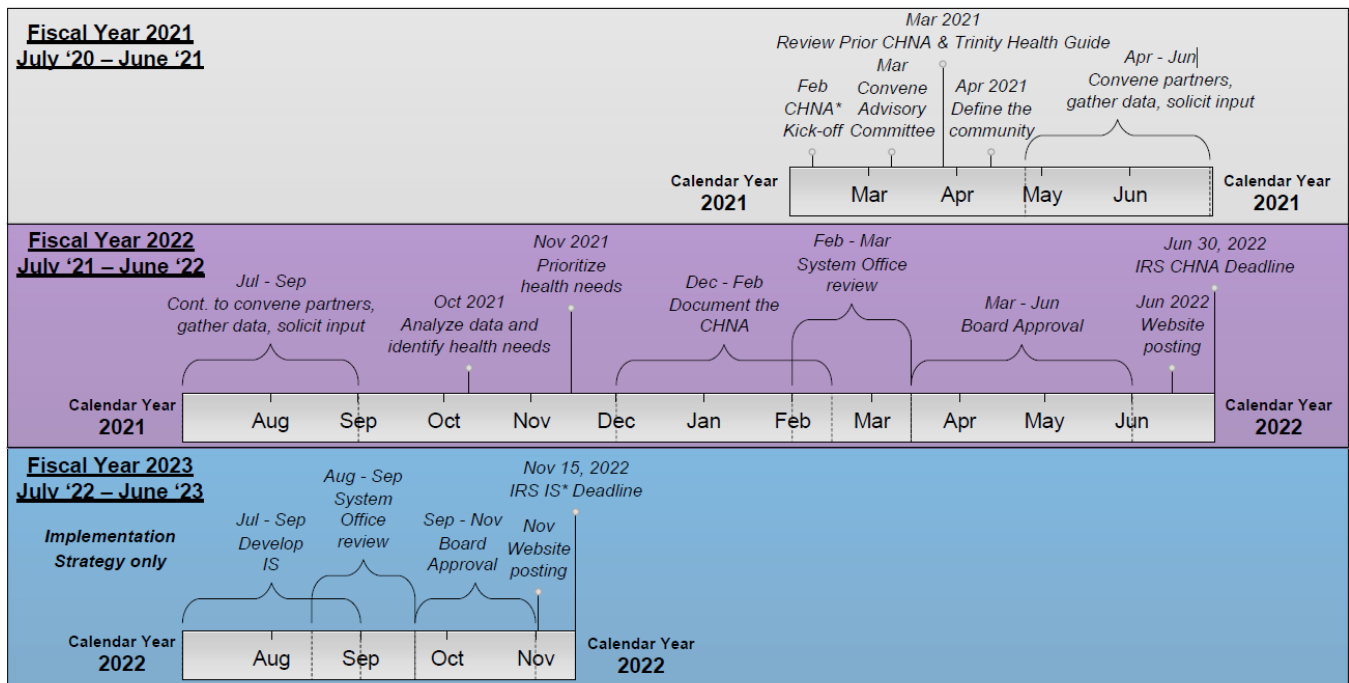 Fiscal Year 2021
July ‘20 – June ‘21
Mar 2021
Review Prior CHNA & Trinity Health Guide
Feb
CHNA*
Kick-off
Mar
Convene
Advisory
Committee
Apr 2021
Define the
community
Apr - Jun
Convene partners,
gather data, solicit input
Calendar Year
2021
Mar
Apr
May
Jun
Calendar Year
2021
Fiscal Year 2022
July ‘21 – June ‘22
Jul - Sep
Cont. to convene partners,
gather data, solicit input
Oct 2021
Analyze data and
identify health needs
Nov 2021
Prioritize
health needs
Dec - Feb
Document the
CHNA
Feb - Mar
System Office
review
Mar - Jun
Board Approval
Jun 2022
Website
posting
Jun 30, 2022
IRS CHNA Deadline
Calendar Year
2021
Aug
Sep
Oct
Nov
Dec
Jan
Feb
Mar
Apr
May
Jun
Calendar Year
2022
Fiscal Year 2023
July ‘22 – June ‘23
Implementation
Strategy only
Jul - Sep
Develop
IS
Aug - Sep
System
Office
review
Sep - Nov
Board
Approval
Nov
Website
posting
Nov 15, 2022
IRS IS* Deadline
Calendar Year
2022
Aug
Sep
Oct
Nov
Calendar Year
2022